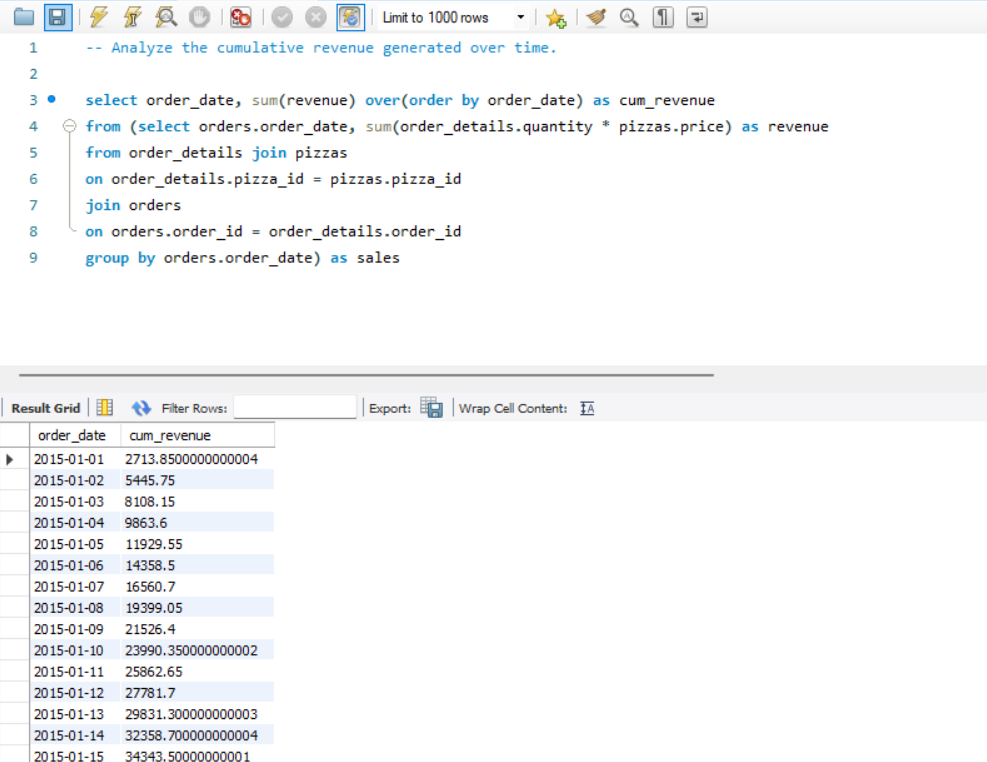 Limit to 1000 rows
1 -- Analyze the cumulative revenue generated over time.
2
3 select order_date, sum(revenue) over(order by order_date) as cum_revenue
4 from (select orders.order_date, sum(order_details.quantity * pizzas.price) as revenue
5 from order_details join pizzas
6 on order_details.pizza_id = pizzas.pizza_id
7 join orders
8 on orders.order_id = order_details.order_id
9 group by orders.order_date) as sales
Result Grid Filter Rows: Export: Wrap Cell Content: IA
order_date cum_revenue
2015-01-01 2713.8500000000004
2015-01-02 5445.75
2015-01-03 8108.15
2015-01-04 9863.6
2015-01-05 11929.55
2015-01-06 14358.5
2015-01-07 16560.7
2015-01-08 19399.05
2015-01-09 21526.4
2015-01-10 23990.350000000002
2015-01-11 25862.65
2015-01-12 27781.7
2015-01-13 29831.300000000003
2015-01-14 32358.700000000004
2015-01-15 34343.50000000001